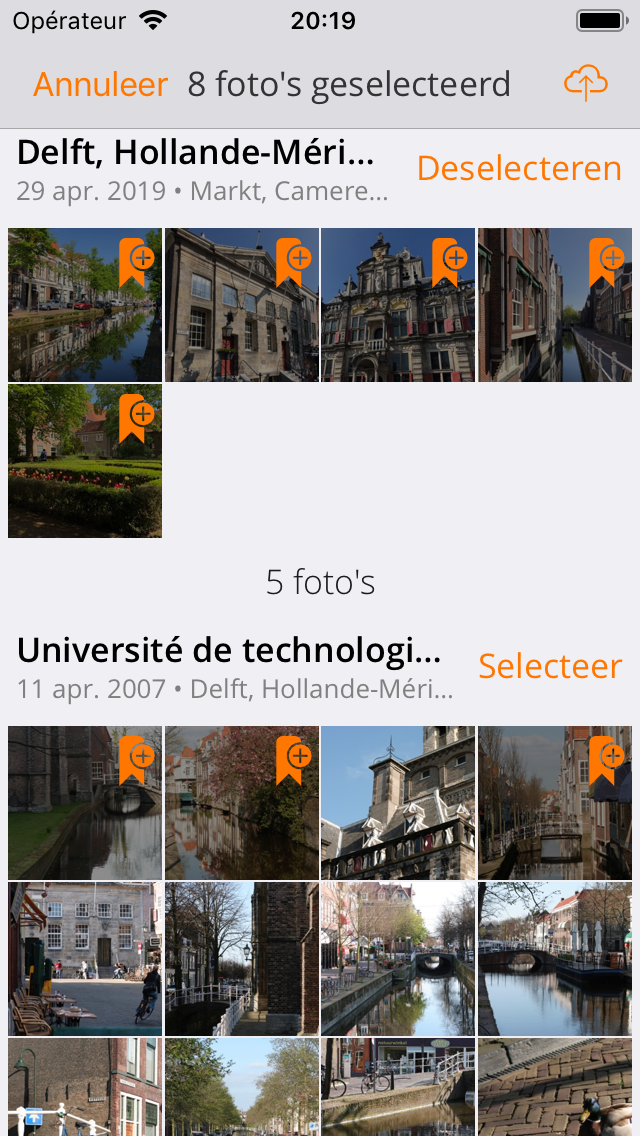 Opérateur 20:19
Annuleer 8 foto's geselecteerd
Delft, Hollande-Méri...
Deselecteren
29 apr. 2019 • Markt, Camere...
5 foto's
Université de technologi...
Selecteer
11 apr. 2007 • Delft, Hollande-Méri...